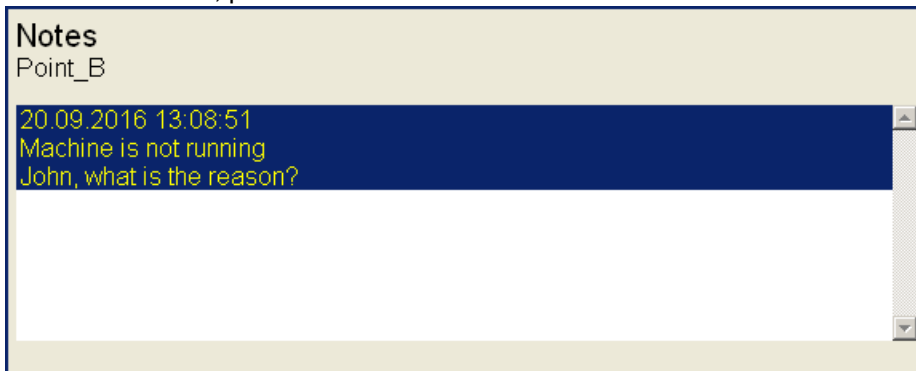 Notes
Point_B
20.09.2016 13:08:51
Machine is not running
John, what is the reason?